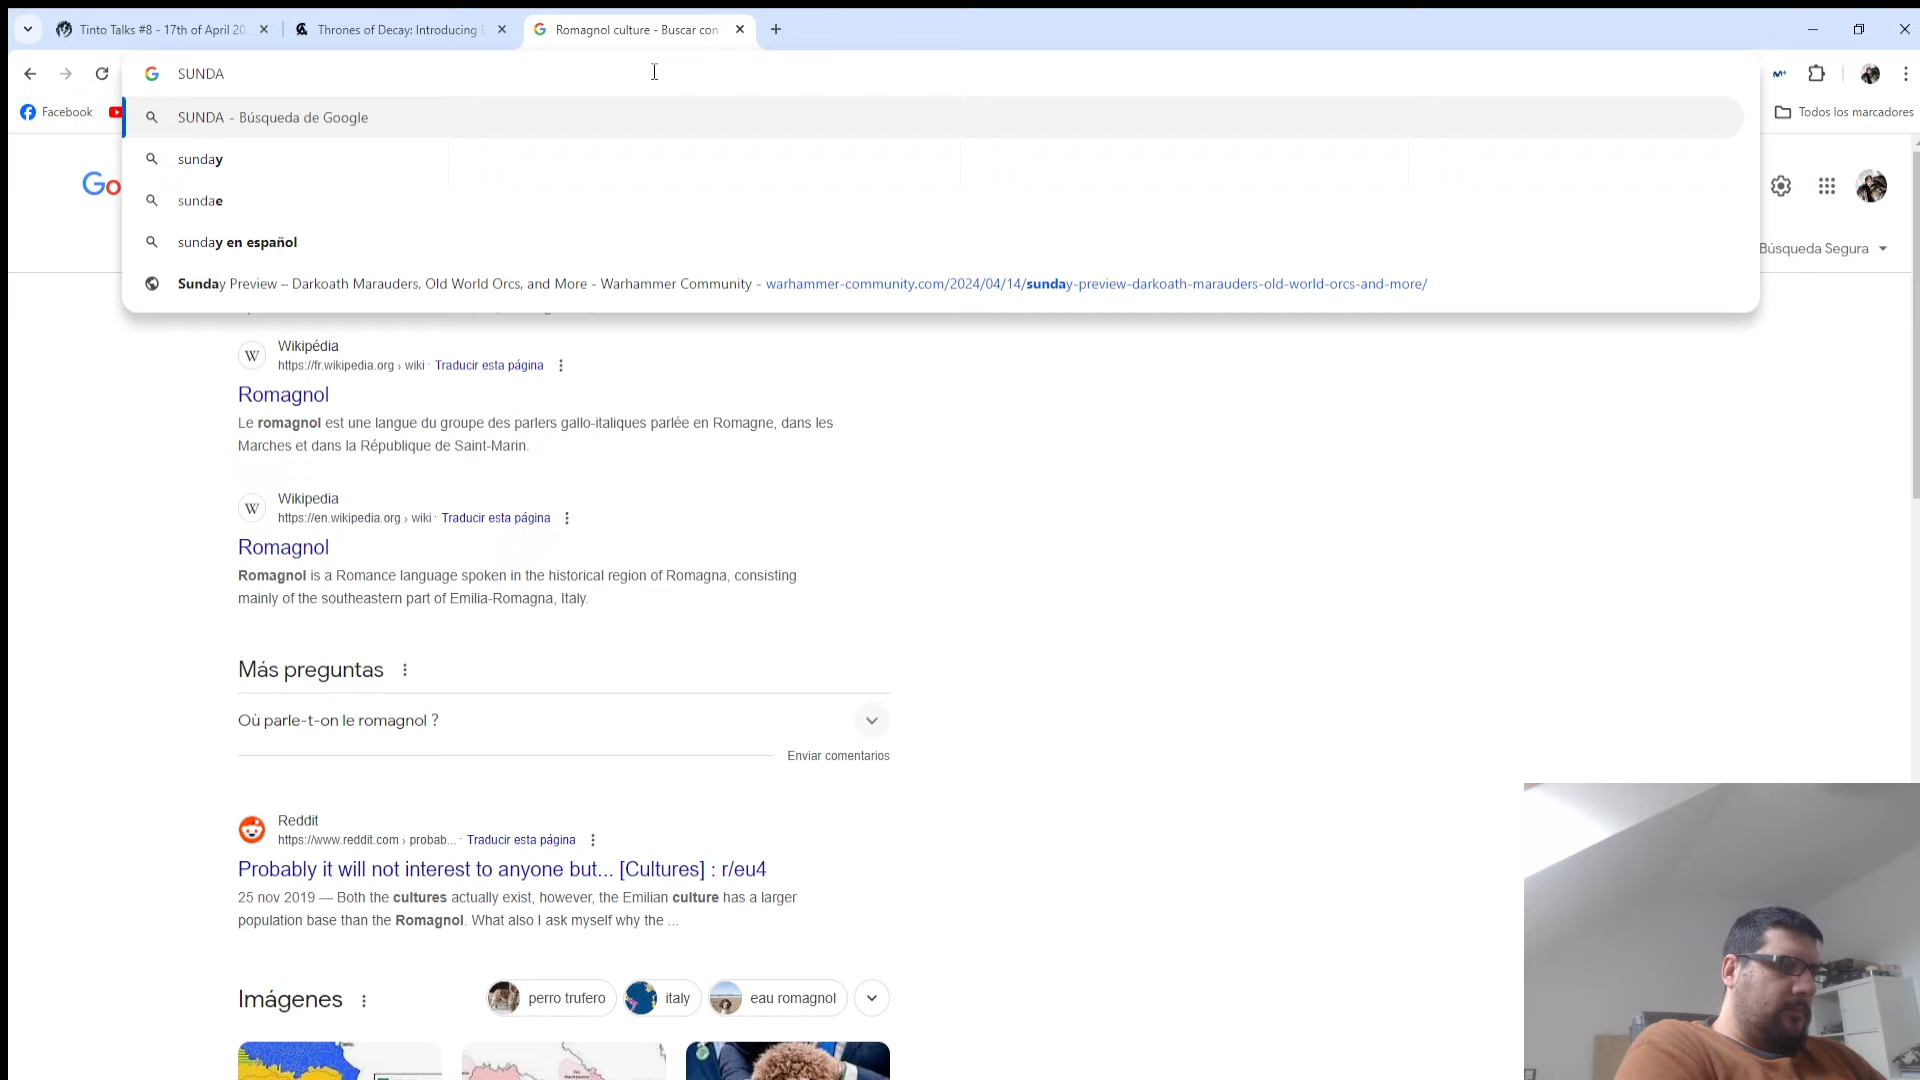 Tinto Talks #8 - 17th of April 20
Thrones of Decay: Introducing E
Romagnol culture - Buscar con
SUNDA
Facebook
Todos los marcadores
SUNDA - Búsqueda de Google
sunday
sundae
sunday en español
Sunday Preview – Darkoath Marauders, Old World Orcs, and More - Warhammer Community - warhammer-community.com/2024/04/14/sunday-preview-darkoath-marauders-old-world-orcs-and-more/
Go
Búsqueda Segura
W
Wikipédia
https://fr.wikipedia.org › wiki · Traducir esta página
Romagnol
Le romagnol est une langue du groupe des parlers gallo-italiques parlée en Romagne, dans les
Marches et dans la République de Saint-Marin.
W
Wikipedia
https://en.wikipedia.org › wiki · Traducir esta página
Romagnol
Romagnol is a Romance language spoken in the historical region of Romagna, consisting
mainly of the southeastern part of Emilia-Romagna, Italy.
Más preguntas
Où parle-t-on le romagnol ?
Enviar comentarios
Reddit
https://www.reddit.com › probab... · Traducir esta página
Probably it will not interest to anyone but... [Cultures] : r/eu4
25 nov 2019 — Both the cultures actually exist, however, the Emilian culture has a larger
population base than the Romagnol. What also I ask myself why the ...
Imágenes
perro trufero
italy
eau romagnol